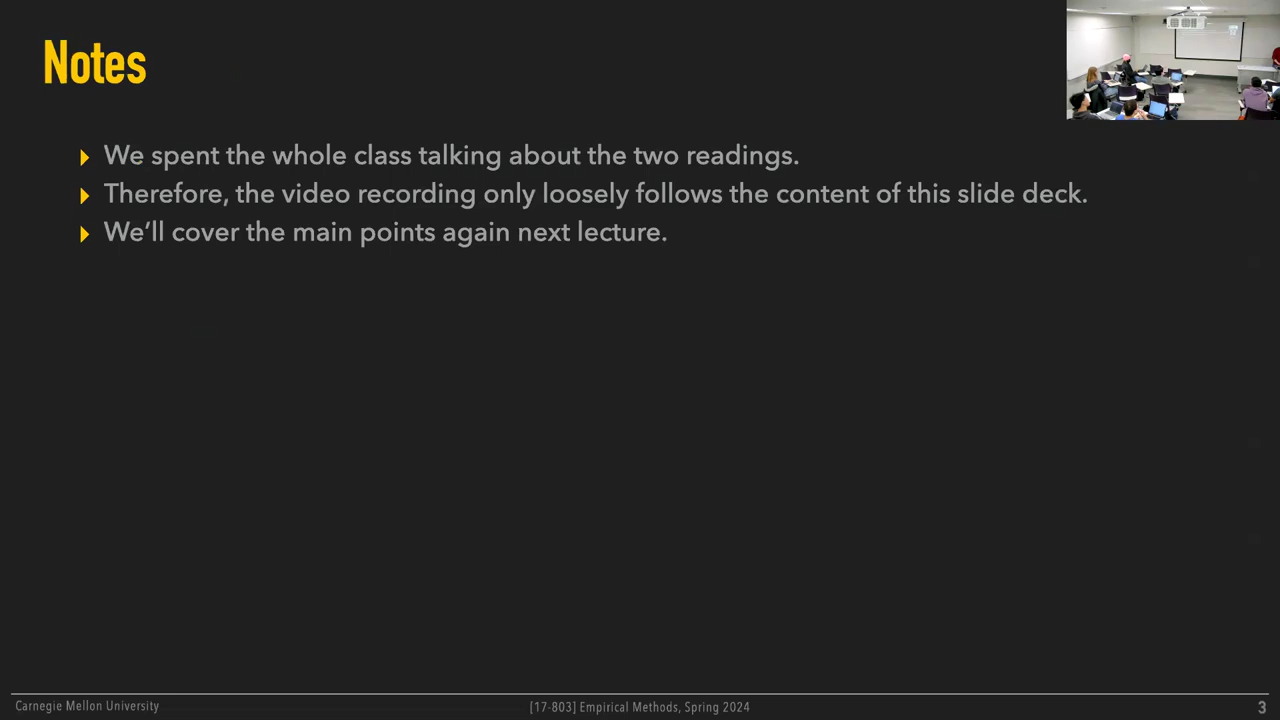 Notes
We spent the whole class talking about the two readings.
Therefore, the video recording only loosely follows the content of this slide deck.
We’ll cover the main points again next lecture.
Carnegie Mellon University
[17-803] Empirical Methods, Spring 2024
3